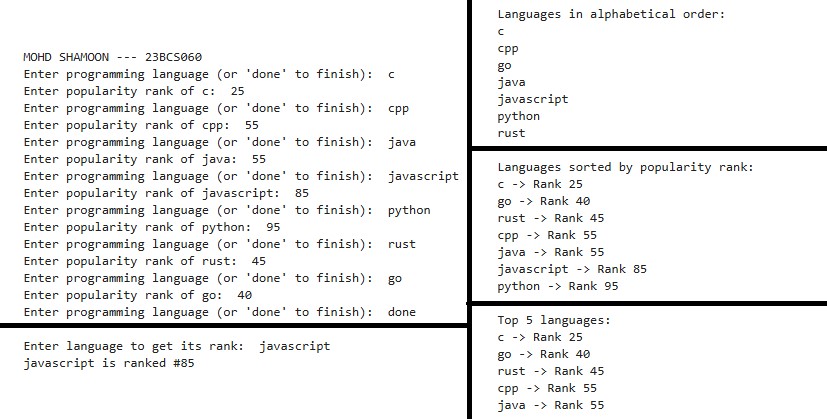 MOHD SHAMOON --- 23BCS060
Enter programming language (or 'done' to finish):  c
Enter popularity rank of c:  25
Enter programming language (or 'done' to finish):  cpp
Enter popularity rank of cpp:  55
Enter programming language (or 'done' to finish):  java
Enter popularity rank of java:  55
Enter programming language (or 'done' to finish):  javascript
Enter popularity rank of javascript:  85
Enter programming language (or 'done' to finish):  python
Enter popularity rank of python:  95
Enter programming language (or 'done' to finish):  rust
Enter popularity rank of rust:  45
Enter programming language (or 'done' to finish):  go
Enter popularity rank of go:  40
Enter programming language (or 'done' to finish):  done
Enter language to get its rank:  javascript
javascript is ranked #85
Languages in alphabetical order:
c
cpp
go
java
javascript
python
rust
Languages sorted by popularity rank:
c -> Rank 25
go -> Rank 40
rust -> Rank 45
cpp -> Rank 55
java -> Rank 55
javascript -> Rank 85
python -> Rank 95
Top 5 languages:
c -> Rank 25
go -> Rank 40
rust -> Rank 45
cpp -> Rank 55
java -> Rank 55